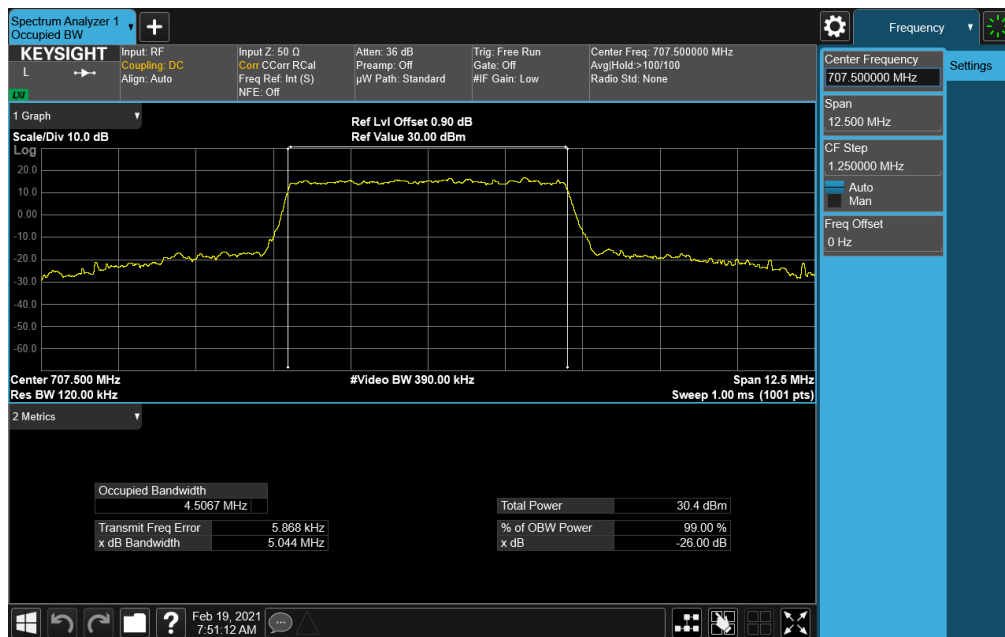 Spectrum Analyzer 1
Occupied BW
Frequency
KEYSIGHT
L
LXI
Input: RF
Coupling: DC
Align: Auto
Input Z: 50 Ω
Corr CCorr RCal
Freq Ref: Int (S)
NFE: Off
Atten: 36 dB
Preamp: Off
µW Path: Standard
Trig: Free Run
Gate: Off
#IF Gain: Low
Center Freq: 707.500000 MHz
Avg|Hold:>100/100
Radio Std: None
Center Frequency
707.500000 MHz
Settings
Span
12.500 MHz
CF Step
1.250000 MHz
Auto
Man
Freq Offset
0 Hz
1 Graph
Scale/Div 10.0 dB
Ref Lvl Offset 0.90 dB
Ref Value 30.00 dBm
Log
20.0
10.0
0.00
-10.0
-20.0
-30.0
-40.0
-50.0
-60.0
Center 707.500 MHz
#Video BW 390.00 kHz
Span 12.5 MHz
Res BW 120.00 kHz
Sweep 1.00 ms (1001 pts)
2 Metrics
Occupied Bandwidth
4.5067 MHz
Transmit Freq Error 5.868 kHz
x dB Bandwidth 5.044 MHz
Total Power 30.4 dBm
% of OBW Power 99.00 %
x dB -26.00 dB
Feb 19, 2021
7:51:12 AM